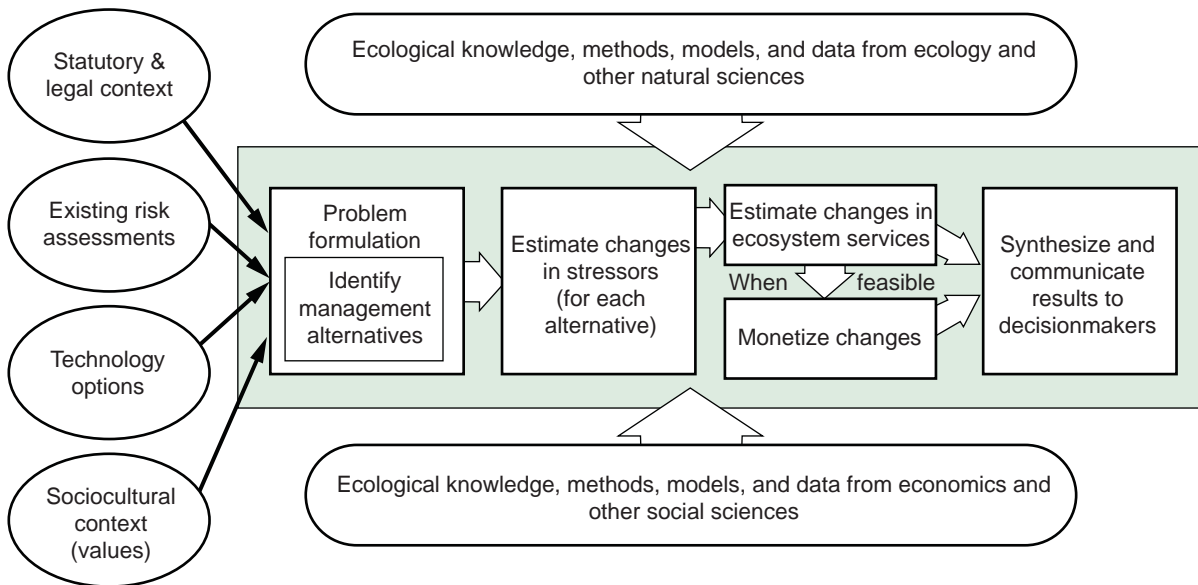 Statutory &
legal context
Existing risk
assessments
Technology
options
Sociocultural
context
(values)
Ecological knowledge, methods, models, and data from ecology and
other natural sciences
Problem
formulation
Identify
management
alternatives
Estimate changes
in stressors
(for each
alternative)
Estimate changes in
ecosystem services
When feasible
Monetize changes
Synthesize and
communicate
results to
decisionmakers
Ecological knowledge, methods, models, and data from economics and
other social sciences